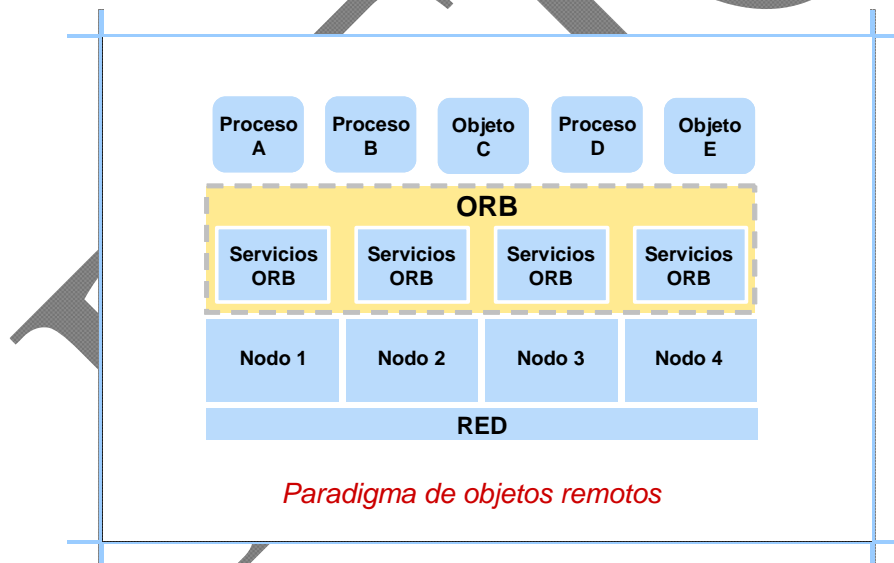 Proceso
A
Proceso
B
Objeto
C
Proceso
D
Objeto
E
ORB
Servicios
ORB
Servicios
ORB
Servicios
ORB
Servicios
ORB
Nodo 1
Nodo 2
Nodo 3
Nodo 4
RED
Paradigma de objetos remotos